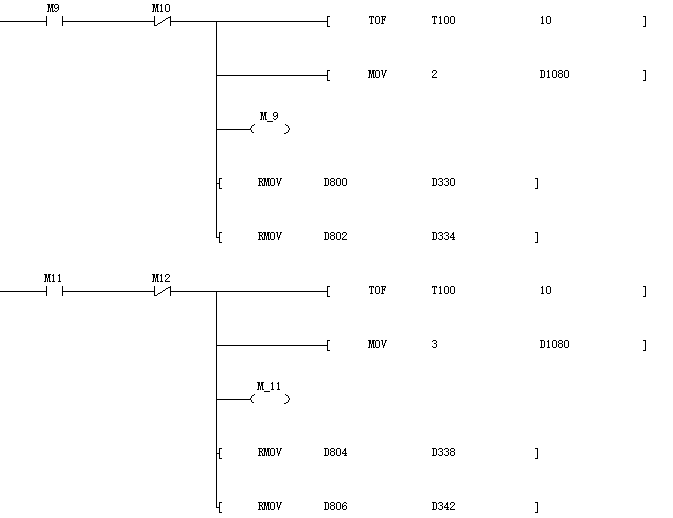 M9 M10
[ TOF T100 10 ]
[ MOV 2 D1080 ]
M_9
( )
[ RMOV D800 D330 ]
[ RMOV D802 D334 ]
M11 M12
[ TOF T100 10 ]
[ MOV 3 D1080 ]
M_11
( )
[ RMOV D804 D338 ]
[ RMOV D806 D342 ]